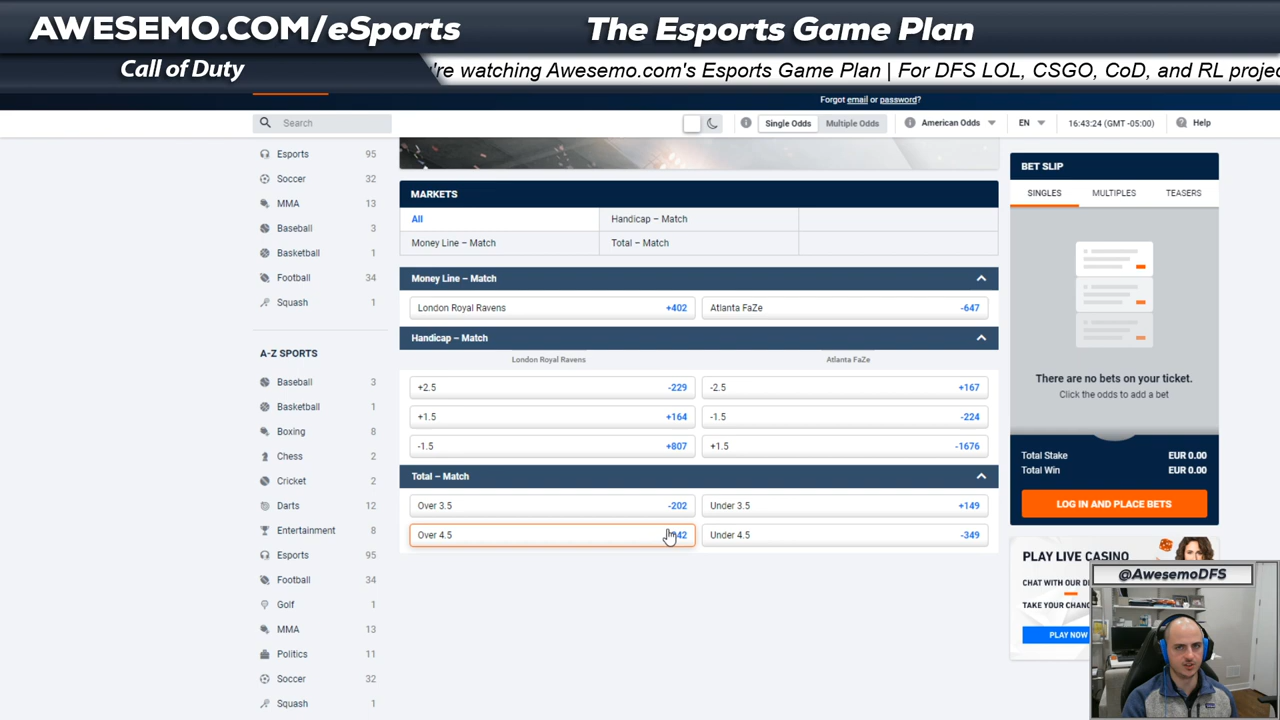 AWESEMO.COM/eSports
The Esports Game Plan
Call of Duty
're watching Awesemo.com's Esports Game Plan | For DFS LOL, CSGO, CoD, and RL proje
Forgot email or password?
Search
Single Odds
Multiple Odds
American Odds
EN
16:43:24 (GMT -05:00)
Help
Esports 95
Soccer 32
MMA 13
Baseball 3
Basketball 1
Football 34
Squash 1
A-Z SPORTS
Baseball 3
Basketball 1
Boxing 8
Chess 2
Cricket 2
Darts 12
Entertainment 8
Esports 95
Football 34
Golf 1
MMA 13
Politics 11
Soccer 32
Squash 1
MARKETS
All
Handicap – Match
Money Line – Match
Total – Match
Money Line – Match
London Royal Ravens +402
Atlanta FaZe -647
Handicap – Match
London Royal Ravens
Atlanta FaZe
+2.5 -229
-2.5 +167
+1.5 +164
-1.5 -224
-1.5 +807
+1.5 -1676
Total – Match
Over 3.5 -202
Under 3.5 +149
Over 4.5 42
Under 4.5 -349
BET SLIP
SINGLES
MULTIPLES
TEASERS
There are no bets on your ticket.
Click the odds to add a bet
Total Stake EUR 0.00
Total Win EUR 0.00
LOG IN AND PLACE BETS
PLAY LIVE CASINO
CHAT WITH OUR D
TAKE YOUR CHAN
PLAY NOW
@AwesemoDFS